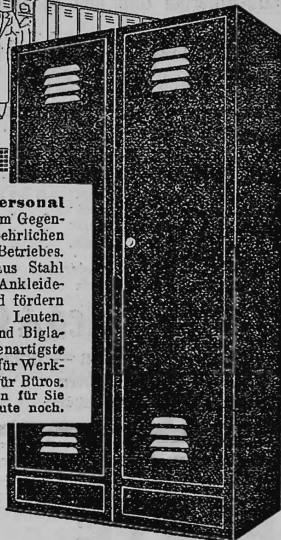 ersonal
m Gegen-
ehrlichen
Betriebes.
us Stahl
Ankleide-
d fördern
Leuten.
nd Bigla-
enartigste
für Werk-
ür Büros.
n für Sie
ute noch.